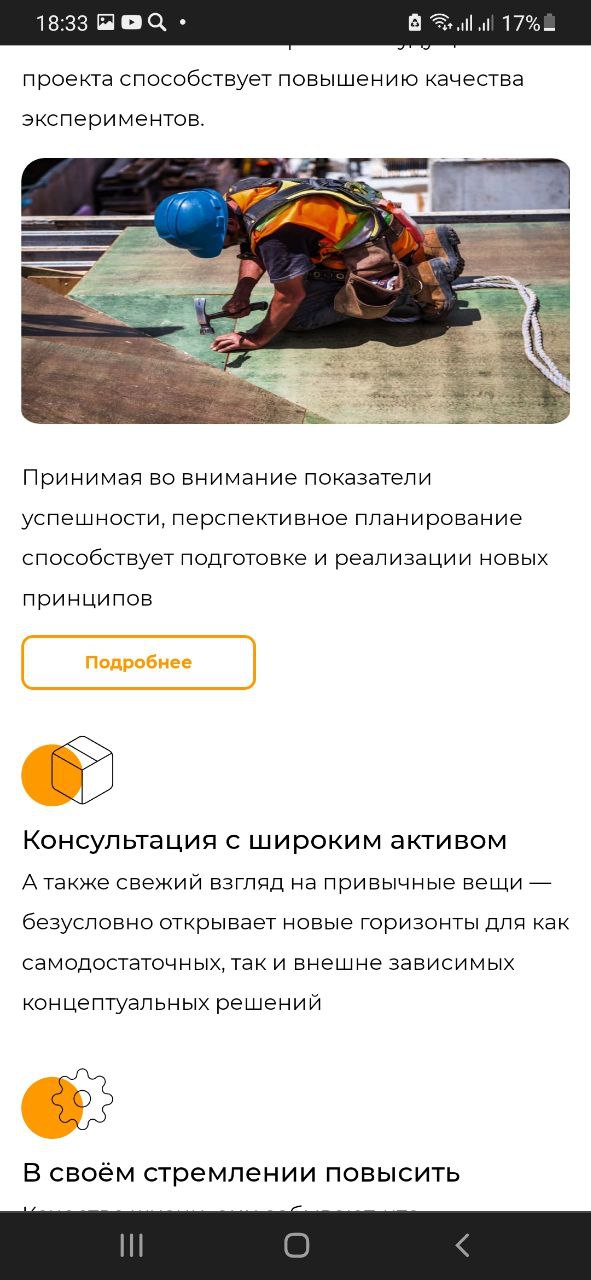 18:33
17%
проекта способствует повышению качества
экспериментов.
Принимая во внимание показатели
успешности, перспективное планирование
способствует подготовке и реализации новых
принципов
Подробнее
Консультация с широким активом
А также свежий взгляд на привычные вещи —
безусловно открывает новые горизонты для как
самодостаточных, так и внешне зависимых
концептуальных решений
В своём стремлении повысить